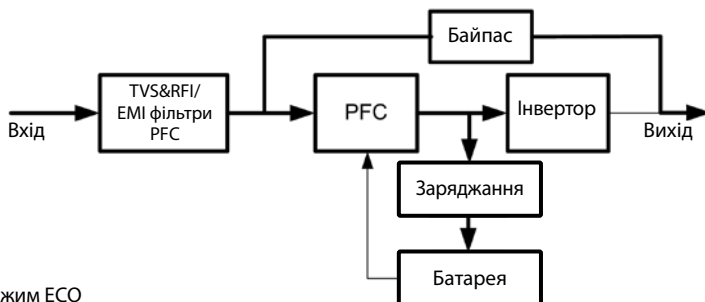 Байпас
TVS&RFI/
EMI фільтри
PFC
PFC
Інвертор
Вхід
Вихід
Заряджання
Батарея
жим ECO